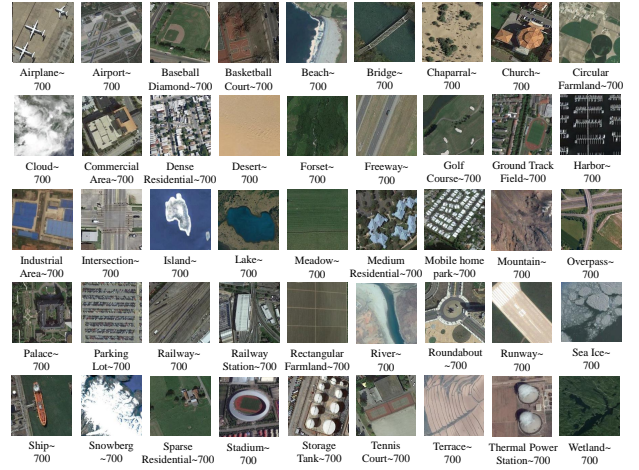 Airplane~ Airport~ Baseball Basketball Beach~ Bridge~ Chaparral~ Church~ Circular
700 700 Diamond~700 Court~700 700 700 700 700 Farmland~700
Cloud~ Commercial Dense Desert~ Forset~ Freeway~ Golf Ground Track Harbor~
700 Area~700 Residential~700 700 700 700 Course~700 Field~700 700
Industrial Intersection~ Island~ Lake~ Meadow~ Medium Mobile home Mountain~ Overpass~
Area~700 700 700 700 700 Residential~700 park~700 700 700
Palace~ Parking Railway~ Railway Rectangular River~ Roundabout Runway~ Sea Ice~
700 Lot~700 700 Station~700 Farmland~700 700 ~700 700 700
Ship~ Snowberg Sparse Stadium~ Storage Tennis Terrace~ Thermal Power Wetland~
700 ~700 Residential~700 700 Tank~700 Court~700 700 Station~700 700